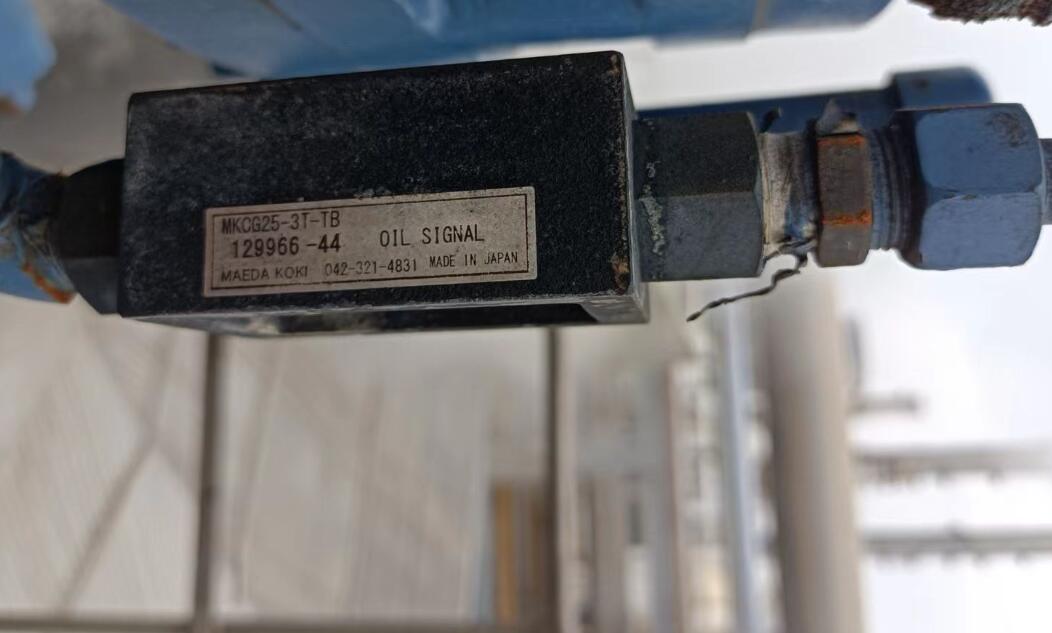 MKCG25-3T-TB
129966-44 OIL SIGNAL
MAEDA KOKI 042-321-4831 MADE IN JAPAN